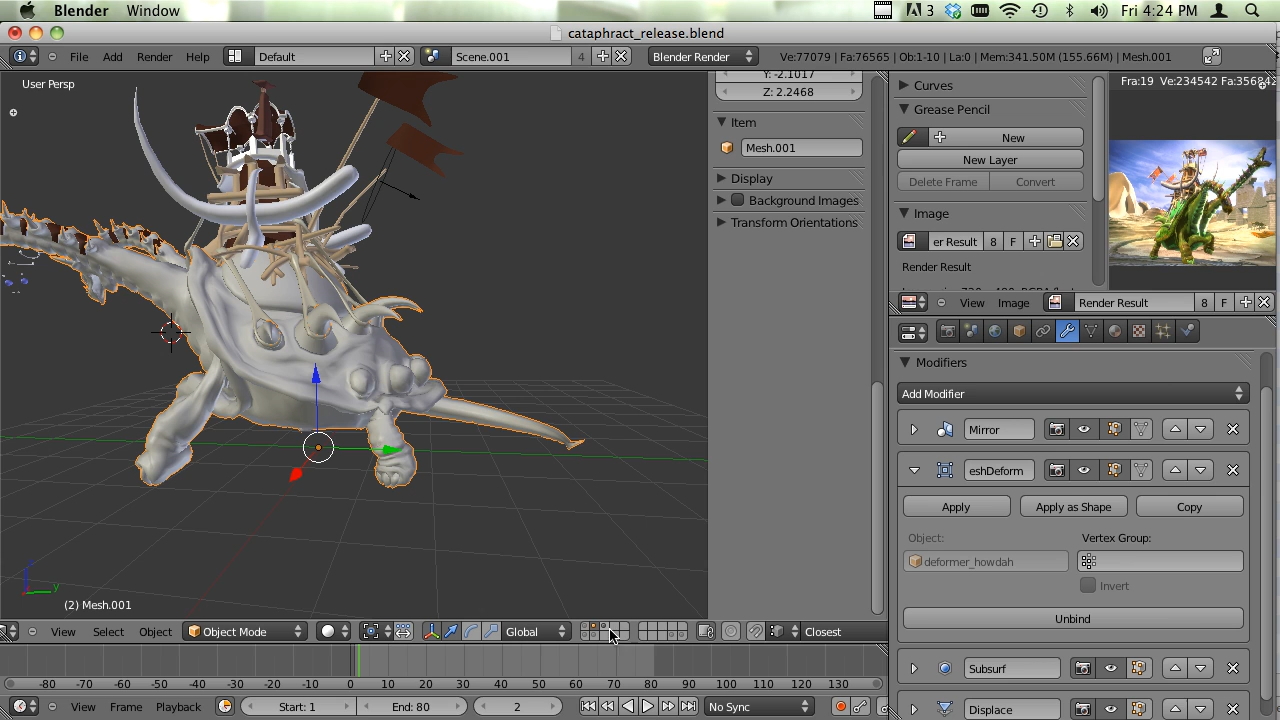 Blender Window 3 Fri 4:24 PM
cataphract_release.blend
File Add Render Help Default Scene.001 4 Blender Render Ve:77079 | Fa:76565 | Ob:1-10 | La:0 | Mem:341.50M (155.66M) | Mesh.001
User Persp
Y: -2.1017
Z: 2.2468
Item
Mesh.001
Display
Background Images
Transform Orientations
(2) Mesh.001
View Select Object Object Mode Global Closest
Curves
Grease Pencil
New
New Layer
Delete Frame Convert
Image
er Result 8 F
Render Result
Fra:19 Ve:234542 Fa:35684
View Image Render Result 8 F
Modifiers
Add Modifier
Mirror
eshDeform
Apply Apply as Shape Copy
Object: Vertex Group:
deformer_howdah
Invert
Unbind
Subsurf
Displace
-80 -70 -60 -50 -40 -30 -20 -10 0 10 20 30 40 50 60 70 80 90 100 110 120 130
View Frame Playback Start: 1 End: 80 2 No Sync